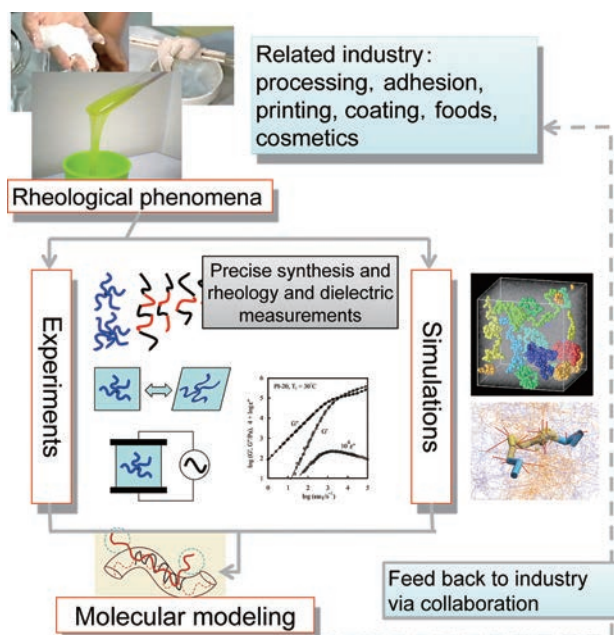 Related industry:
processing, adhesion,
printing, coating, foods,
cosmetics
Rheological phenomena
Experiments
Precise synthesis and
rheology and dielectric
measurements
Simulations
G"
G'
Molecular modeling
Feed back to industry
via collaboration